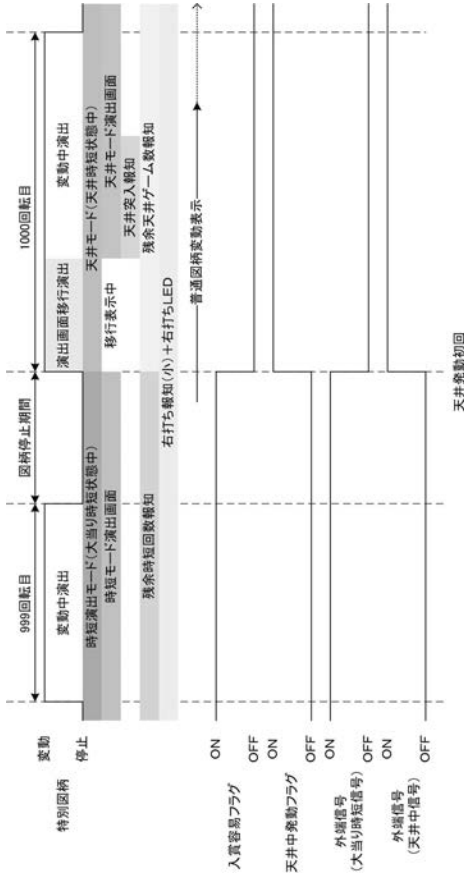 999回転目
図柄停止期間
1000回転目
特別図柄
変動
停止
変動中演出
演出画面移行演出
変動中演出
時短演出モード(大当り時短状態中)
天井モード(天井時短状態中)
時短モード演出画面
移行表示中
天井モード演出画面
天井突入報知
残余時短回数報知
残余天井ゲーム数報知
右打ち報知(小)+右打ちLED
普通図柄変動表示
入賞容易フラグ
ON
OFF
天井中発動フラグ
ON
OFF
外端信号
(大当り時短信号)
ON
OFF
外端信号
(天井中信号)
ON
OFF
天井発動初回